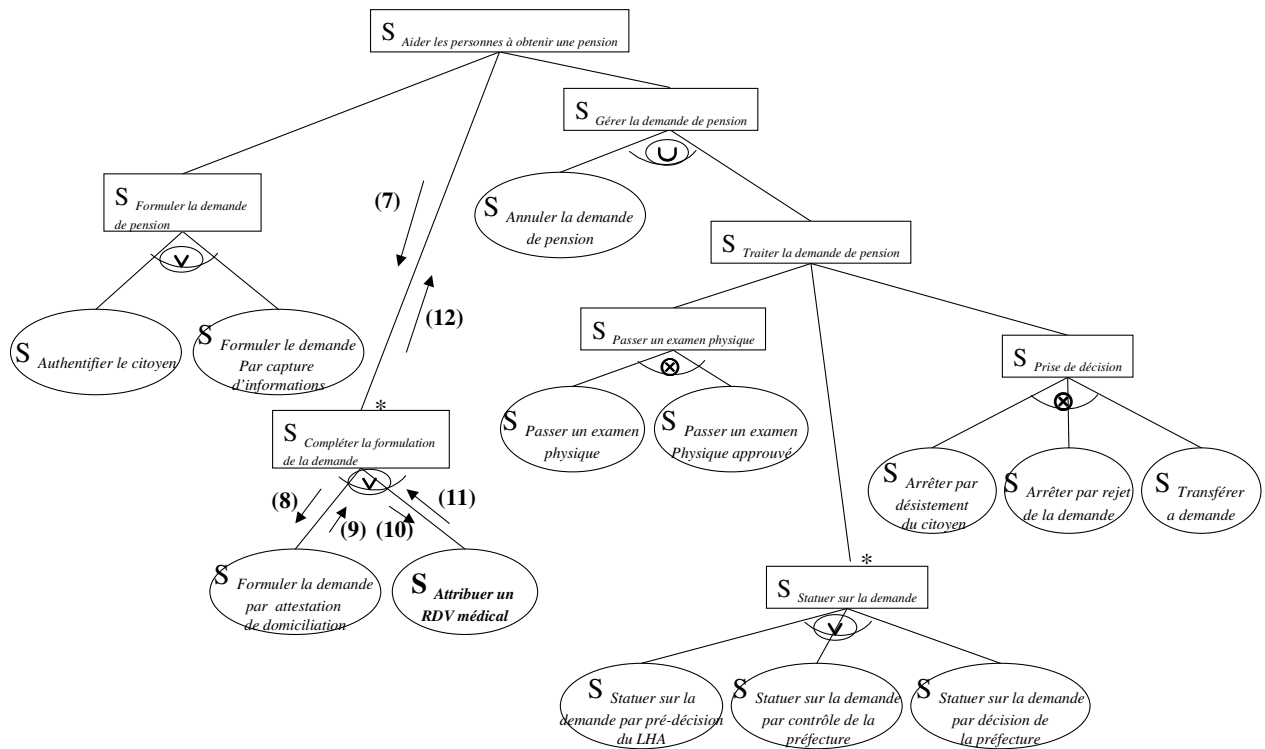 S Aider les personnes à obtenir une pension
S Gérer la demande de pension
∪
S Formuler la demande
de pension
v
(7)
(12)
S Annuler la demande
de pension
S Traiter la demande de pension
S Authentifier le citoyen
S Formuler le demande
Par capture
d'informations
S Passer un examen physique
⊗
S Prise de décision
⊗
*
S Compléter la formulation
de la demande
v
(8)
(9)
(10)
(11)
S Passer un examen
physique
S Passer un examen
Physique approuvé
S Arrêter par
désistement
du citoyen
S Arrêter par rejet
de la demande
S Transférer
a demande
S Formuler la demande
par attestation
de domiciliation
S Attribuer un
RDV médical
*
S Statuer sur la demande
v
S Statuer sur la
demande par pré-décision
du LHA
S Statuer sur la demande
par contrôle de la
préfecture
S Statuer sur la demande
par décision de
la préfecture